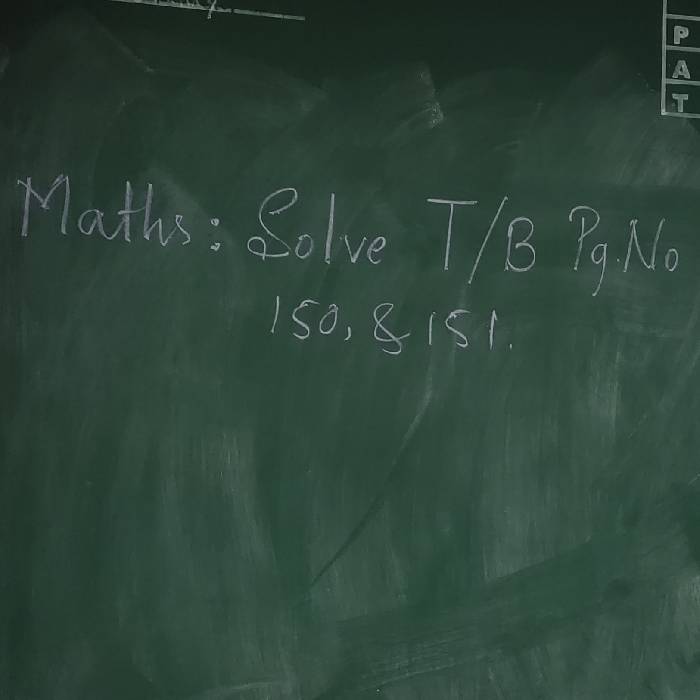 P
A
T
Maths: Solve T/B Pg.No
150, & 151.